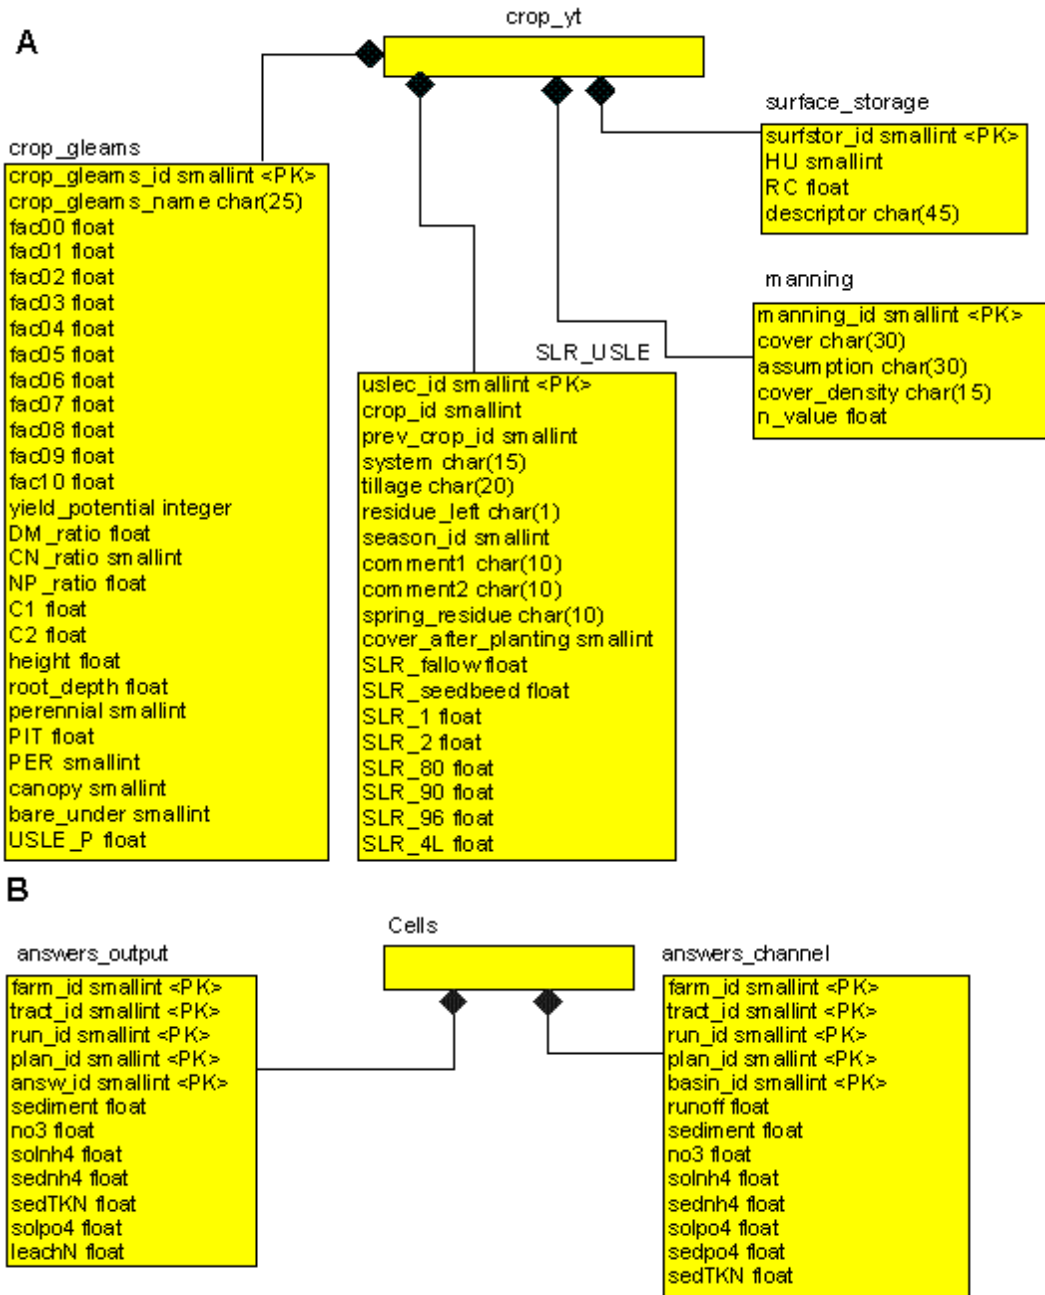 A
crop_yt
crop_gleams
crop_gleams_id smallint <PK>
crop_gleams_name char(25)
fac00 float
fac01 float
fac02 float
fac03 float
fac04 float
fac05 float
fac06 float
fac07 float
fac08 float
fac09 float
fac10 float
yield_potential integer
DM_ratio float
CN_ratio smallint
NP_ratio float
C1 float
C2 float
height float
root_depth float
perennial smallint
PIT float
PER smallint
canopy smallint
bare_under smallint
USLE_P float
SLR_USLE
uslec_id smallint <PK>
crop_id smallint
prev_crop_id smallint
system char(15)
tillage char(20)
residue_left char(1)
season_id smallint
comment1 char(10)
comment2 char(10)
spring_residue char(10)
cover_after_planting smallint
SLR_fallow float
SLR_seedbeed float
SLR_1 float
SLR_2 float
SLR_80 float
SLR_90 float
SLR_96 float
SLR_4L float
surface_storage
surfstor_id smallint <PK>
HU smallint
RC float
descriptor char(45)
manning
manning_id smallint <PK>
cover char(30)
assumption char(30)
cover_density char(15)
n_value float
B
Cells
answers_output
farm_id smallint <PK>
tract_id smallint <PK>
run_id smallint <PK>
plan_id smallint <PK>
answ_id smallint <PK>
sediment float
no3 float
solnh4 float
sednh4 float
sedTKN float
solpo4 float
leachN float
answers_channel
farm_id smallint <PK>
tract_id smallint <PK>
run_id smallint <PK>
plan_id smallint <PK>
basin_id smallint <PK>
runoff float
sediment float
no3 float
solnh4 float
sednh4 float
solpo4 float
sedpo4 float
sedTKN float